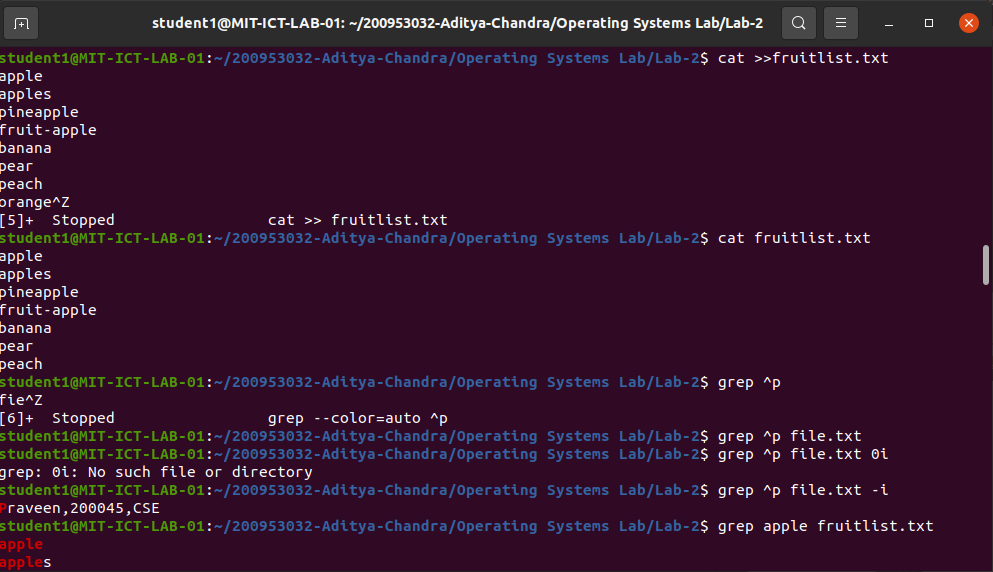 student1@MIT-ICT-LAB-01: ~/200953032-Aditya-Chandra/Operating Systems Lab/Lab-2
student1@MIT-ICT-LAB-01:~/200953032-Aditya-Chandra/Operating Systems Lab/Lab-2$ cat >>fruitlist.txt
apple
apples
pineapple
fruit-apple
banana
pear
peach
orange^Z
[5]+  Stopped                 cat >> fruitlist.txt
student1@MIT-ICT-LAB-01:~/200953032-Aditya-Chandra/Operating Systems Lab/Lab-2$ cat fruitlist.txt
apple
apples
pineapple
fruit-apple
banana
pear
peach
student1@MIT-ICT-LAB-01:~/200953032-Aditya-Chandra/Operating Systems Lab/Lab-2$ grep ^p
fie^Z
[6]+  Stopped                 grep --color=auto ^p
student1@MIT-ICT-LAB-01:~/200953032-Aditya-Chandra/Operating Systems Lab/Lab-2$ grep ^p file.txt
student1@MIT-ICT-LAB-01:~/200953032-Aditya-Chandra/Operating Systems Lab/Lab-2$ grep ^p file.txt 0i
grep: 0i: No such file or directory
student1@MIT-ICT-LAB-01:~/200953032-Aditya-Chandra/Operating Systems Lab/Lab-2$ grep ^p file.txt -i
Praveen,200045,CSE
student1@MIT-ICT-LAB-01:~/200953032-Aditya-Chandra/Operating Systems Lab/Lab-2$ grep apple fruitlist.txt
apple
apples